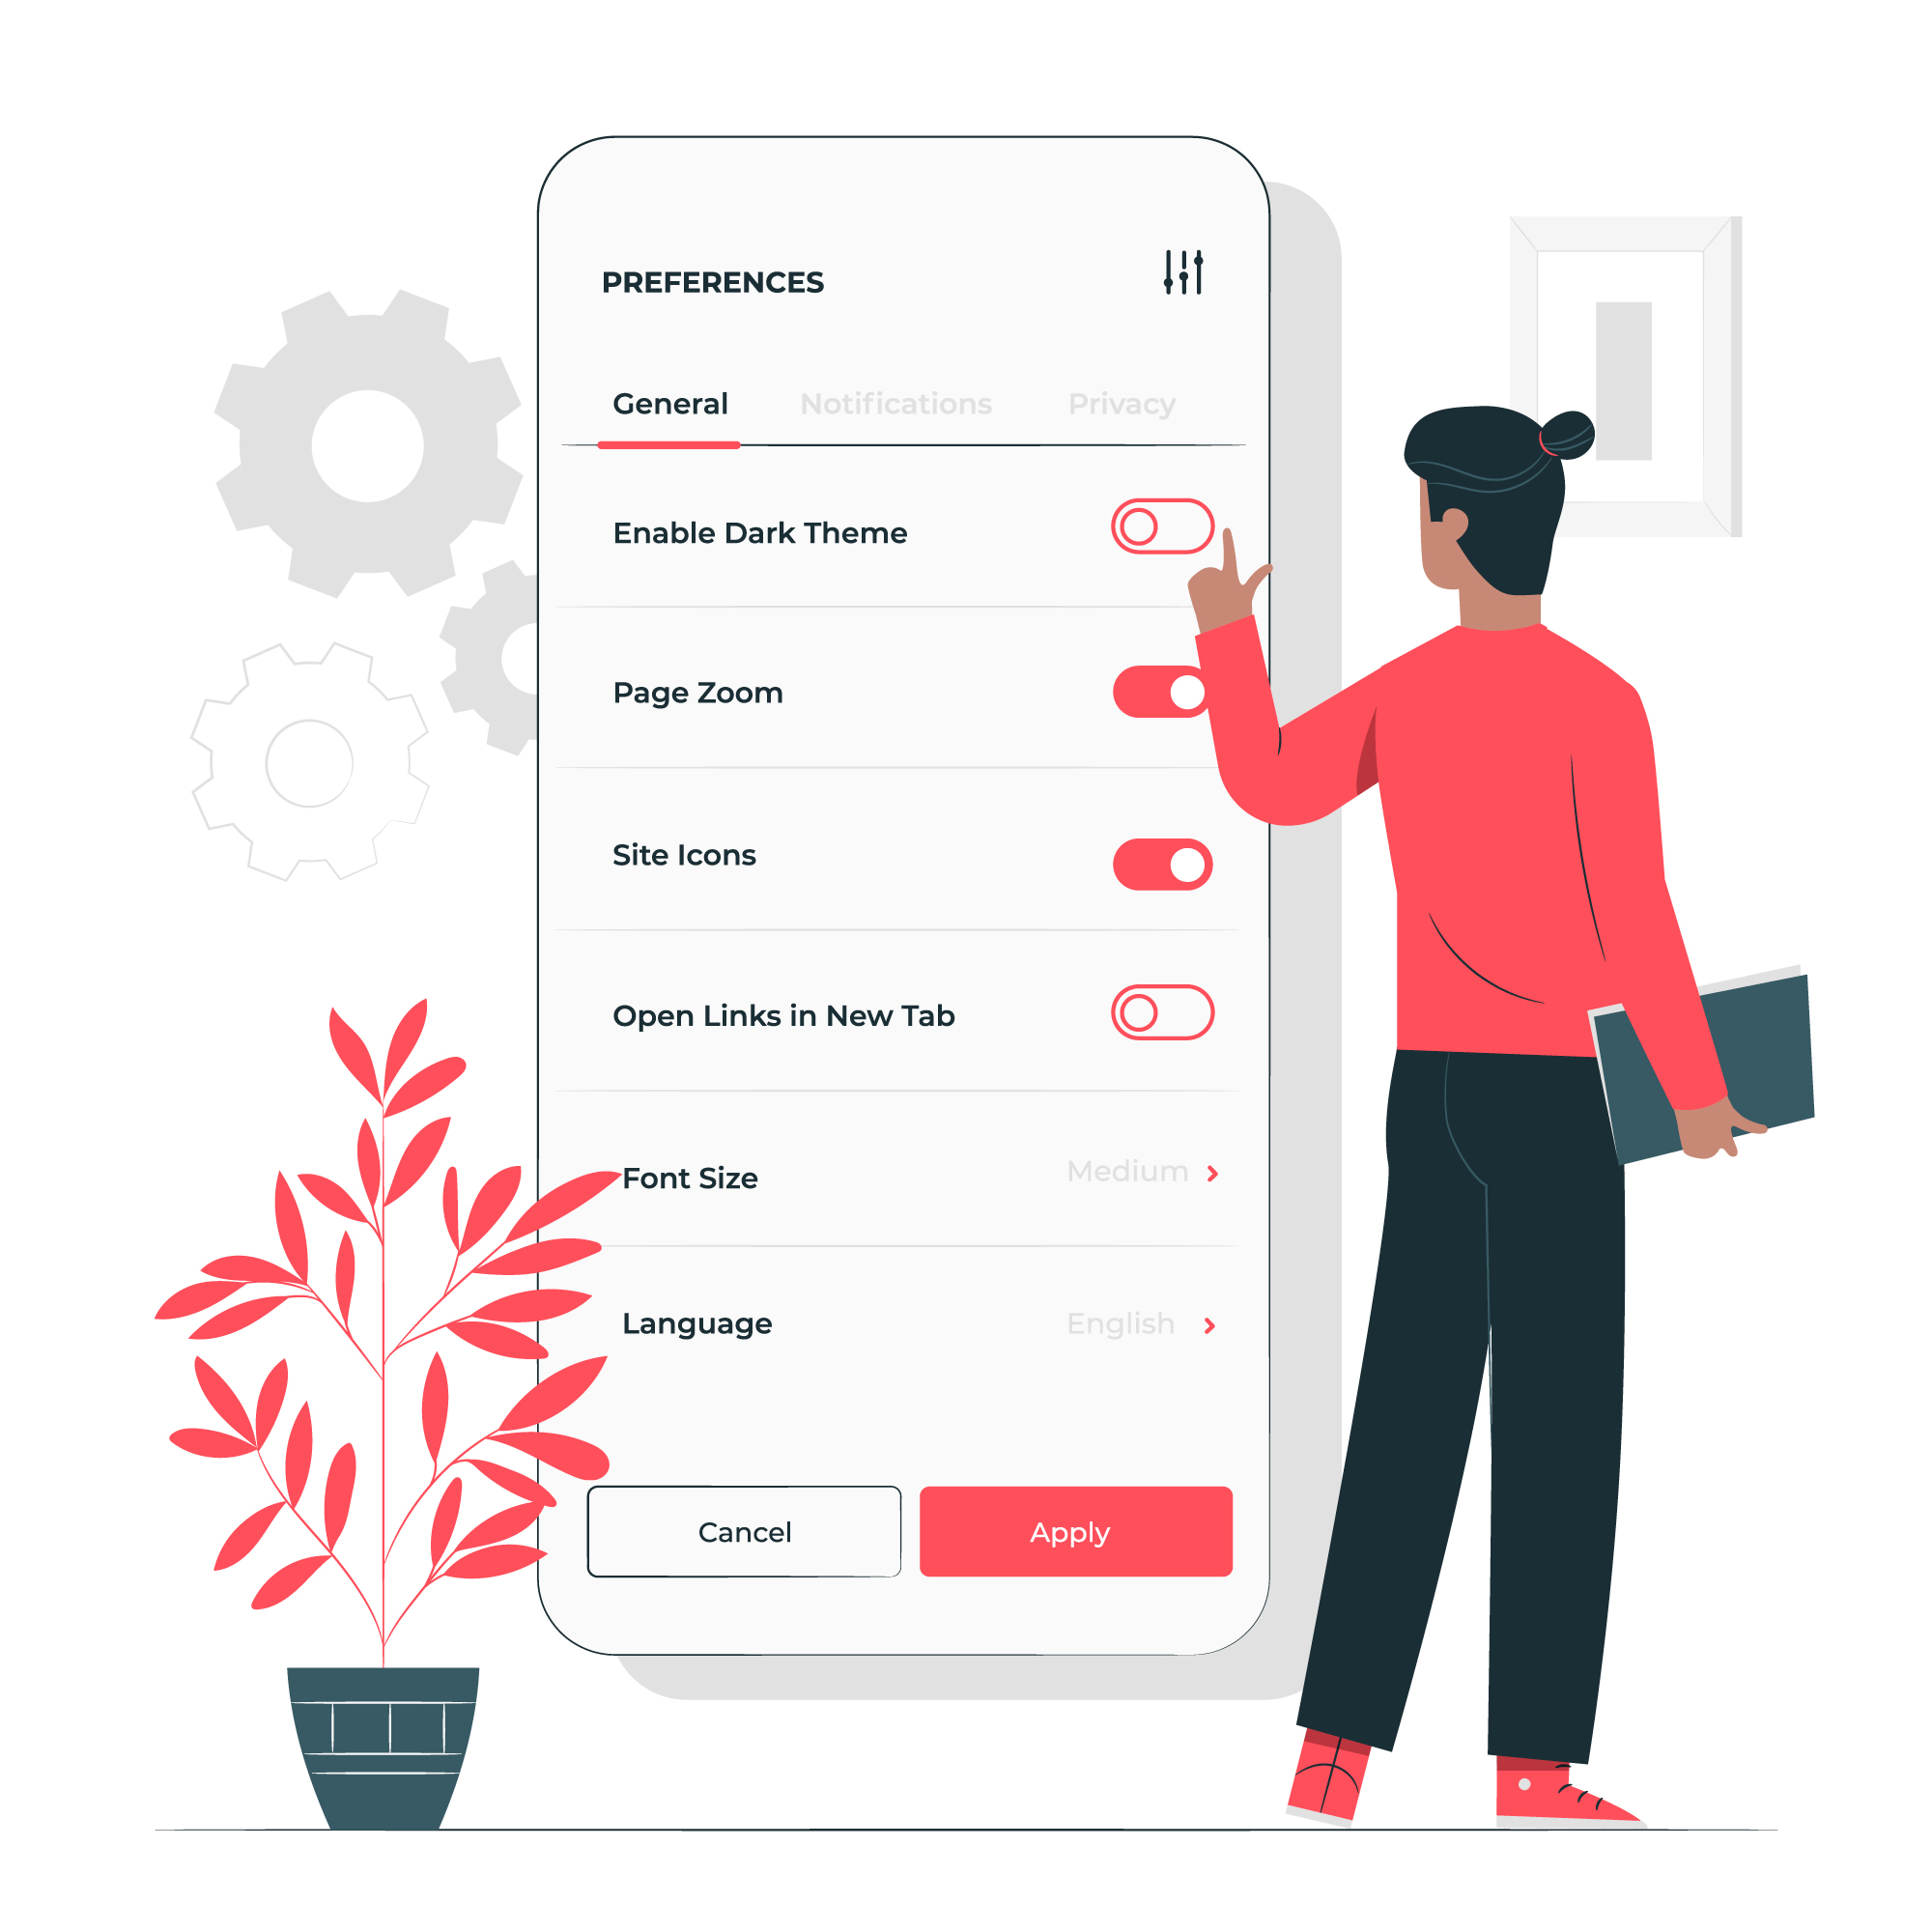 PREFERENCES
General Notifications Privacy
Enable Dark Theme
Page Zoom
Site Icons
Open Links in New Tab
Font Size Medium
Language English
Cancel Apply